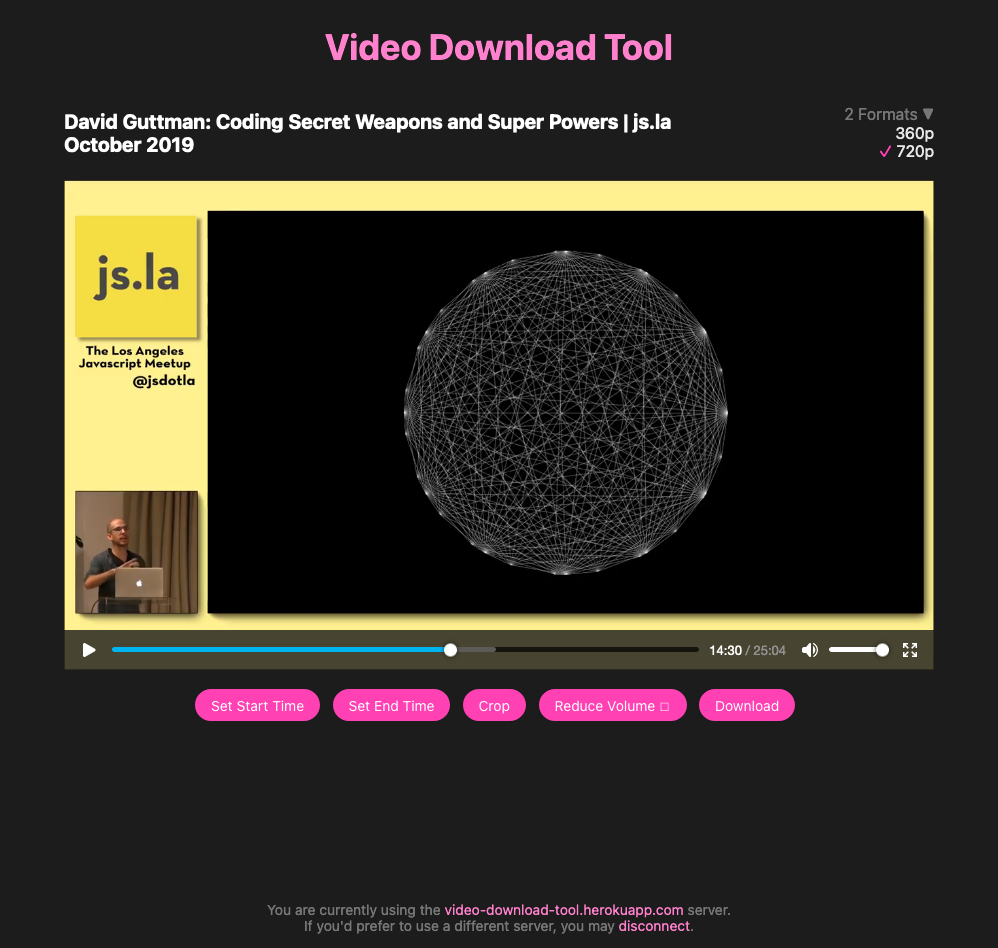 Video Download Tool
David Guttman: Coding Secret Weapons and Super Powers | js.la
October 2019
2 Formats ▼
360p
✓ 720p
js.la
The Los Angeles
Javascript Meetup
@jsdotla
14:30 / 25:04
Set Start Time
Set End Time
Crop
Reduce Volume □
Download
You are currently using the video-download-tool.herokuapp.com server.
If you'd prefer to use a different server, you may disconnect.